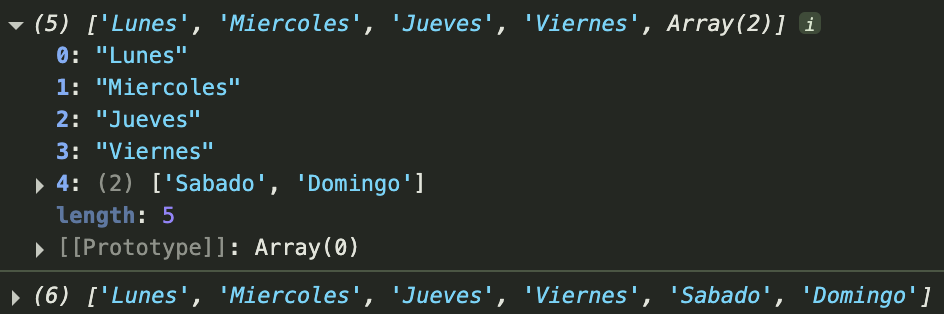 (5) ['Lunes', 'Miercoles', 'Jueves', 'Viernes', Array(2)] i
0: "Lunes"
1: "Miercoles"
2: "Jueves"
3: "Viernes"
4: (2) ['Sabado', 'Domingo']
length: 5
[[Prototype]]: Array(0)
(6) ['Lunes', 'Miercoles', 'Jueves', 'Viernes', 'Sabado', 'Domingo']